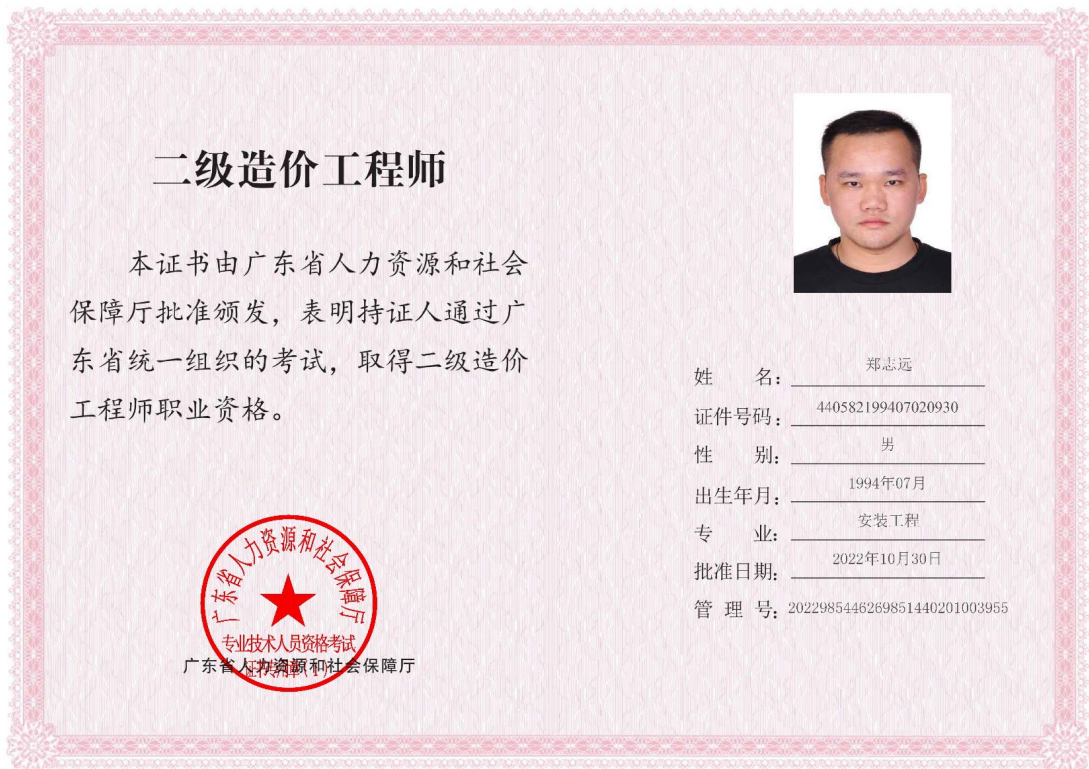 二级造价工程师
本证书由广东省人力资源和社会
保障厅批准颁发，表明持证人通过广
东省统一组织的考试，取得二级造价
工程师职业资格。
广东省人力资源和社会保障厅
专业技术人员资格考试
广东省人力资源和社会保障厅
姓名：郑志远
证件号码：440582199407020930
性别：男
出生年月：1994年07月
专业：安装工程
批准日期：2022年10月30日
管理号：20229854462698514402010039​55